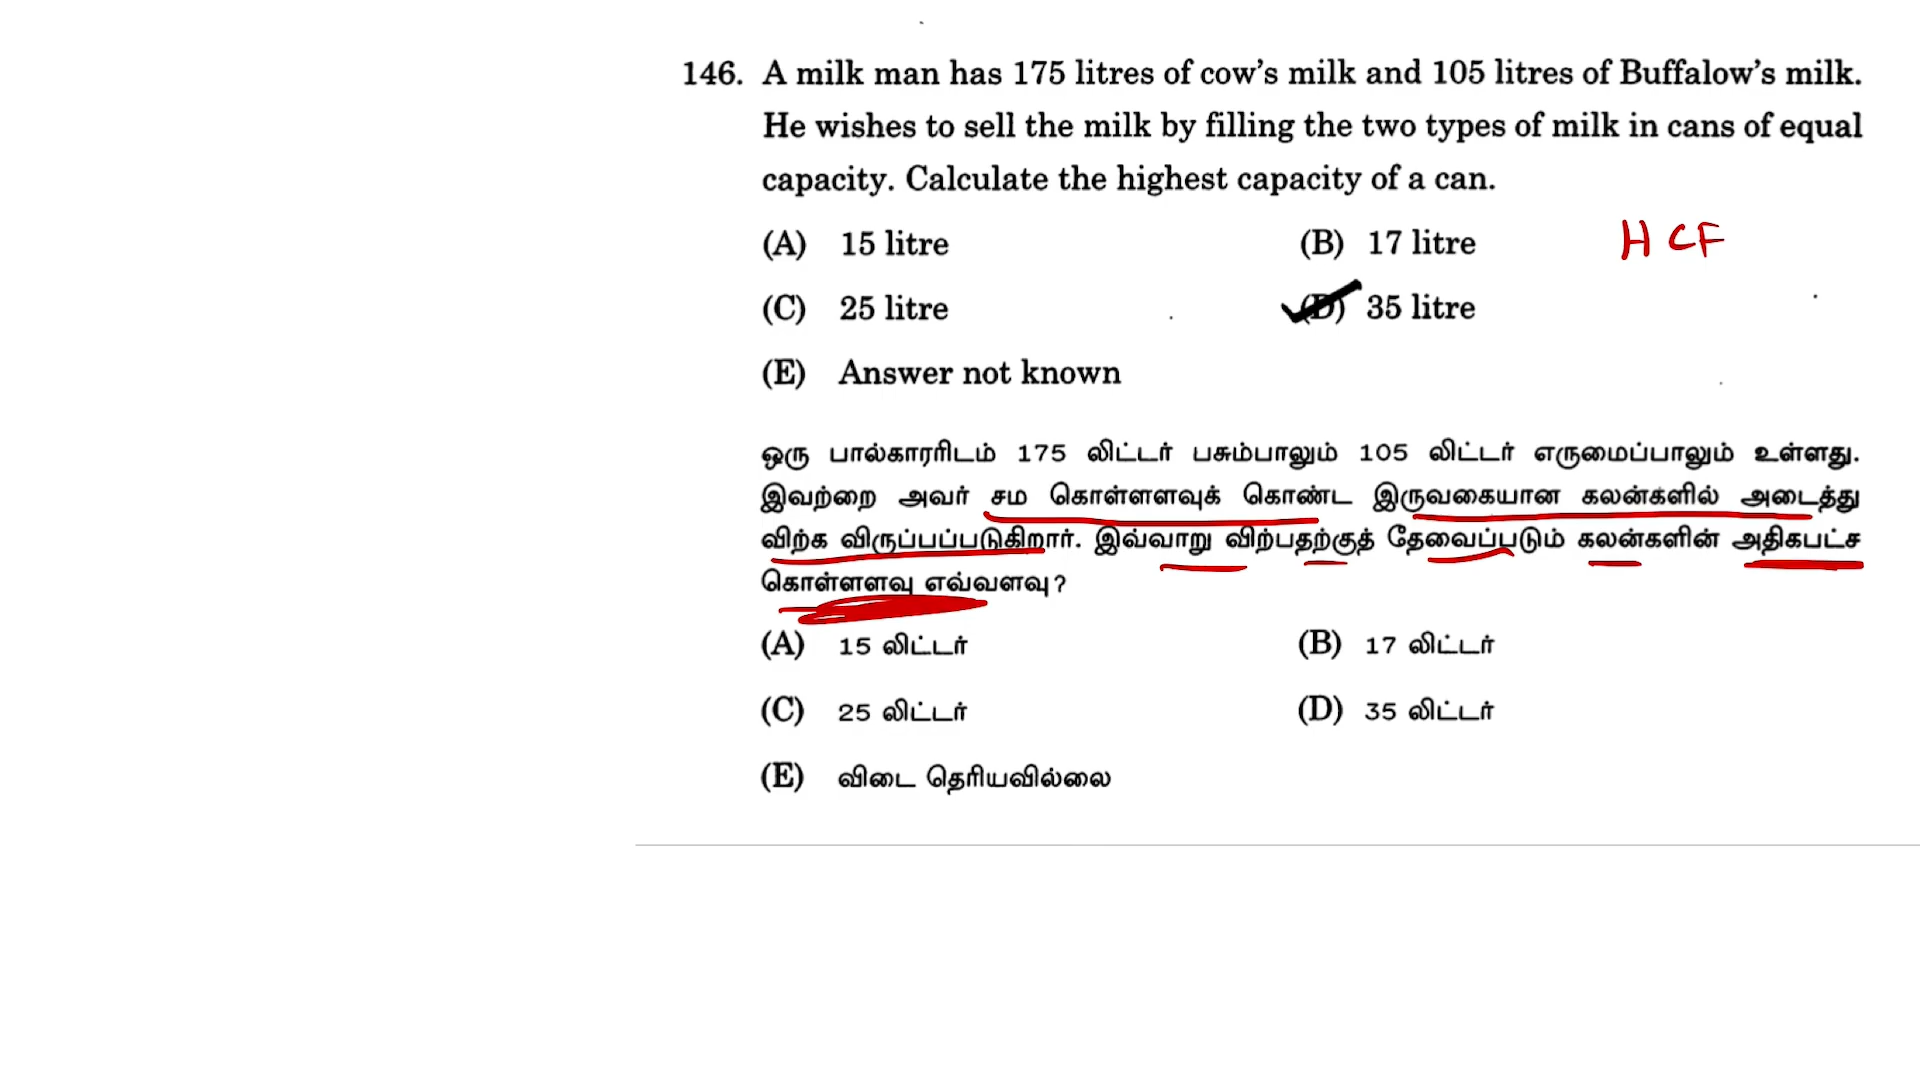 146. A milk man has 175 litres of cow's milk and 105 litres of Buffalow's milk.
He wishes to sell the milk by filling the two types of milk in cans of equal
capacity. Calculate the highest capacity of a can.
(A) 15 litre (B) 17 litre HCF
(C) 25 litre (D) 35 litre
(E) Answer not known
ஒரு பால்காரரிடம் 175 லிட்டர் பசும்பாலும் 105 லிட்டர் எருமைப்பாலும் உள்ளது.
இவற்றை அவர் சம கொள்ளளவுக் கொண்ட இருவகையான கலன்களில் அடைத்து
விற்க விருப்பப்படுகிறார். இவ்வாறு விற்பதற்குத் தேவைப்படும் கலன்களின் அதிகபட்ச
கொள்ளளவு எவ்வளவு?
(A) 15 லிட்டர் (B) 17 லிட்டர்
(C) 25 லிட்டர் (D) 35 லிட்டர்
(E) விடை தெரியவில்லை